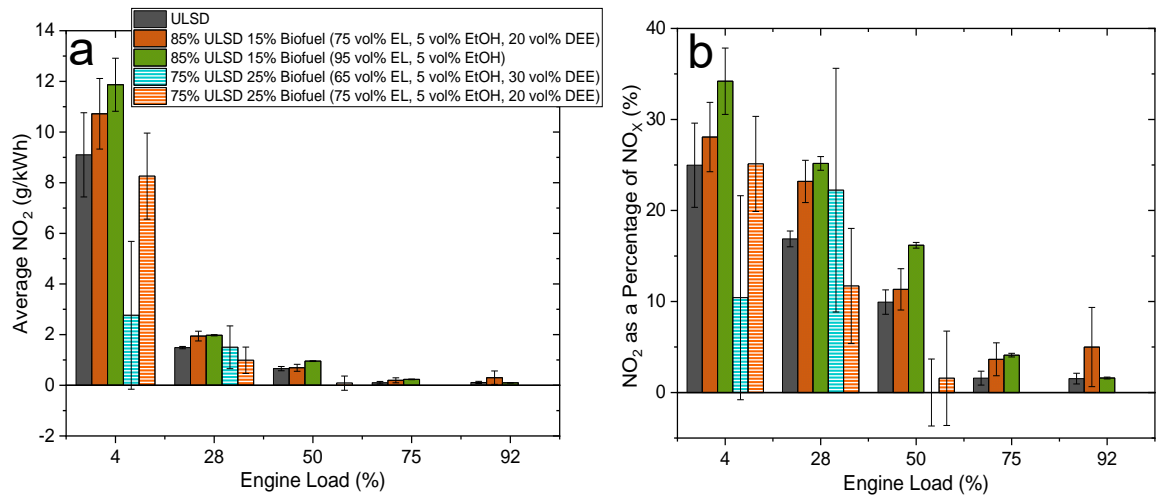 a
ULSD
85% ULSD 15% Biofuel (75 vol% EL, 5 vol% EtOH, 20 vol% DEE)
85% ULSD 15% Biofuel (95 vol% EL, 5 vol% EtOH)
75% ULSD 25% Biofuel (65 vol% EL, 5 vol% EtOH, 30 vol% DEE)
75% ULSD 25% Biofuel (75 vol% EL, 5 vol% EtOH, 20 vol% DEE)
Average NO₂ (g/kWh)
14
12
10
8
6
4
2
0
-2
4 28 50 75 92
Engine Load (%)
b
NO₂ as a Percentage of NOₓ (%)
40
30
20
10
0
4 28 50 75 92
Engine Load (%)